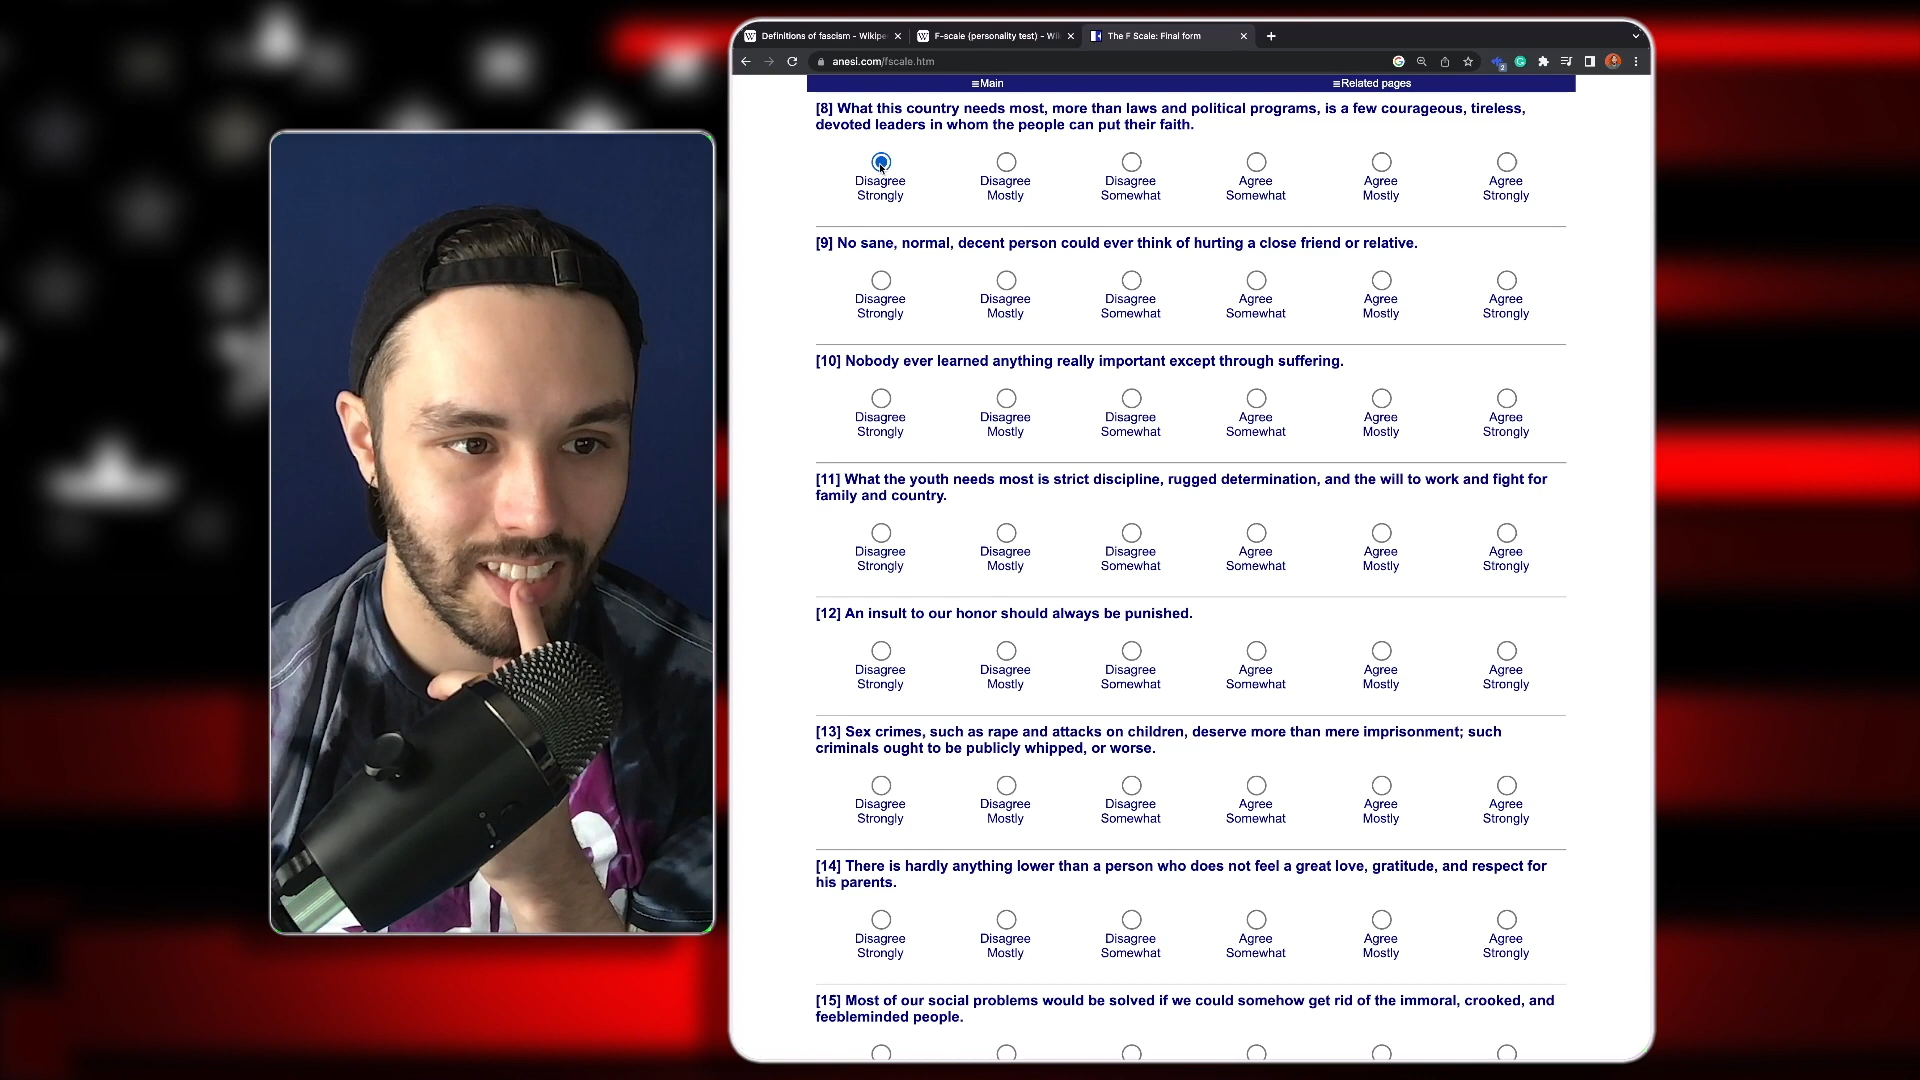 Definitions of fascism - Wikipe
F-scale (personality test) - Wi
The F Scale: Final form
anesi.com/fscale.htm
2
≡Main
≡Related pages
[8] What this country needs most, more than laws and political programs, is a few courageous, tireless,
devoted leaders in whom the people can put their faith.
Disagree Disagree Disagree Agree Agree Agree
Strongly Mostly Somewhat Somewhat Mostly Strongly
[9] No sane, normal, decent person could ever think of hurting a close friend or relative.
Disagree Disagree Disagree Agree Agree Agree
Strongly Mostly Somewhat Somewhat Mostly Strongly
[10] Nobody ever learned anything really important except through suffering.
Disagree Disagree Disagree Agree Agree Agree
Strongly Mostly Somewhat Somewhat Mostly Strongly
[11] What the youth needs most is strict discipline, rugged determination, and the will to work and fight for
family and country.
Disagree Disagree Disagree Agree Agree Agree
Strongly Mostly Somewhat Somewhat Mostly Strongly
[12] An insult to our honor should always be punished.
Disagree Disagree Disagree Agree Agree Agree
Strongly Mostly Somewhat Somewhat Mostly Strongly
[13] Sex crimes, such as rape and attacks on children, deserve more than mere imprisonment; such
criminals ought to be publicly whipped, or worse.
Disagree Disagree Disagree Agree Agree Agree
Strongly Mostly Somewhat Somewhat Mostly Strongly
[14] There is hardly anything lower than a person who does not feel a great love, gratitude, and respect for
his parents.
Disagree Disagree Disagree Agree Agree Agree
Strongly Mostly Somewhat Somewhat Mostly Strongly
[15] Most of our social problems would be solved if we could somehow get rid of the immoral, crooked, and
feebleminded people.